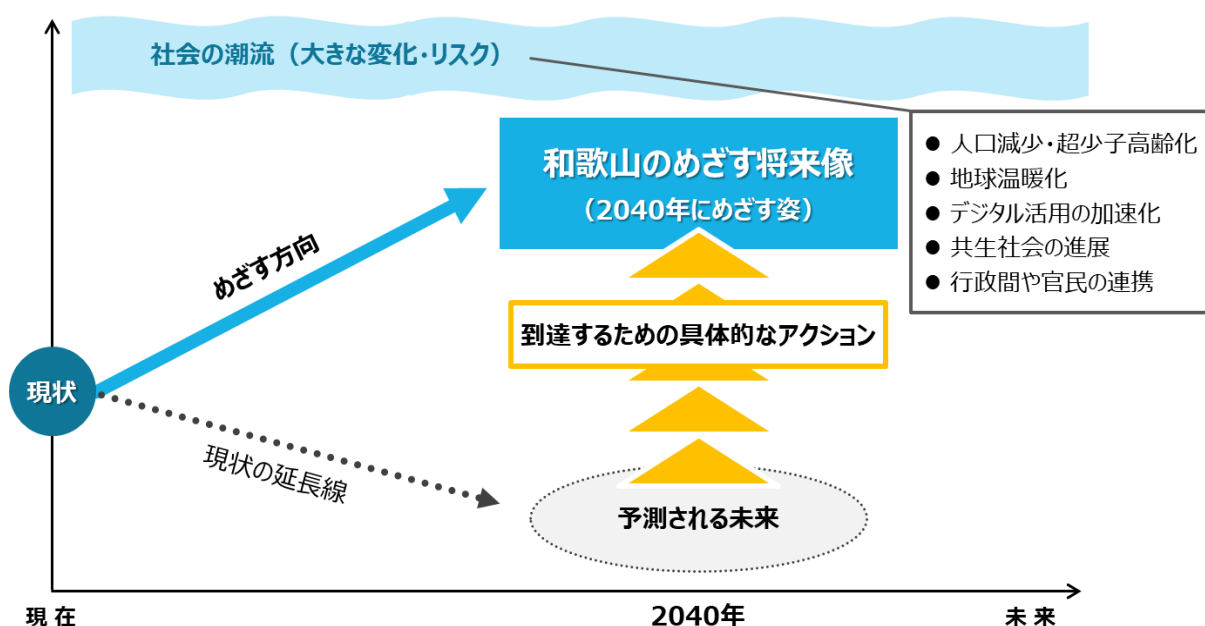 社会の潮流（大きな変化・リスク）
● 人口減少・超少子高齢化
● 地球温暖化
● デジタル活用の加速化
● 共生社会の進展
● 行政間や官民の連携
和歌山のめざす将来像
（2040年にめざす姿）
めざす方向
到達するための具体的なアクション
現状
現状の延長線
予測される未来
現 在
2040年
未 来